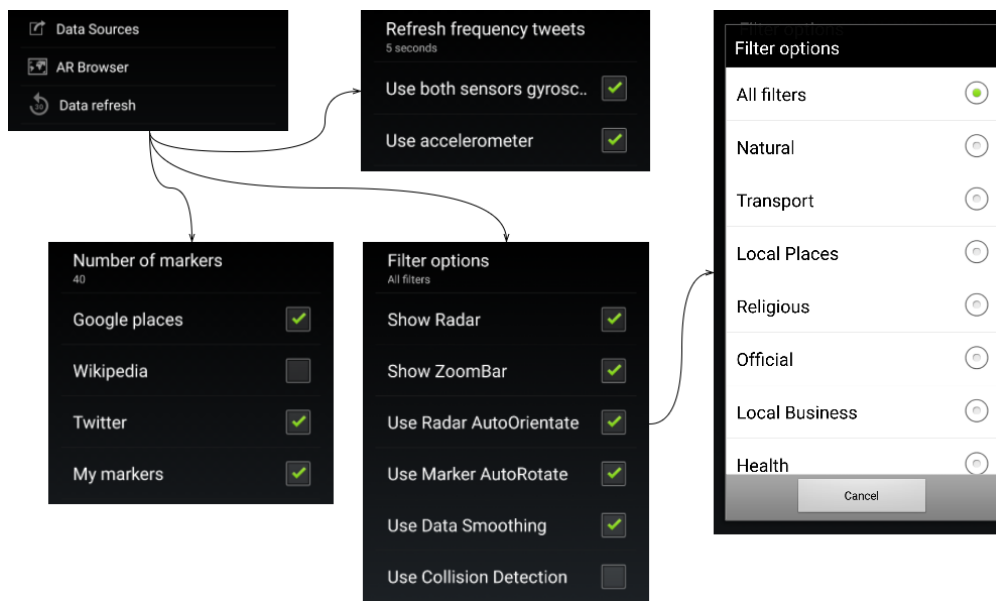 Data Sources
AR Browser
20
Data refresh
Refresh frequency tweets
5 seconds
Use both sensors gyrosc..
Use accelerometer
Number of markers
40
Google places
Wikipedia
Twitter
My markers
Filter options
All filters
Show Radar
Show ZoomBar
Use Radar AutoOrientate
Use Marker AutoRotate
Use Data Smoothing
Use Collision Detection
Filter options
Filter options
All filters
Natural
Transport
Local Places
Religious
Official
Local Business
Health
Cancel